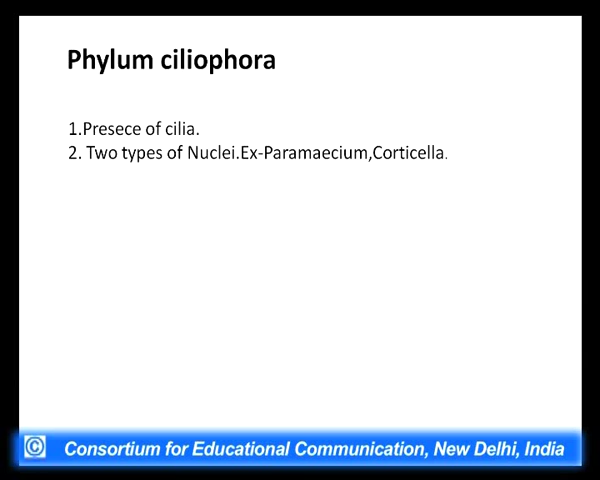 Phylum ciliophora
1.Presece of cilia.
2. Two types of Nuclei.Ex-Paramaecium,Corticella.
© Consortium for Educational Communication, New Delhi, India